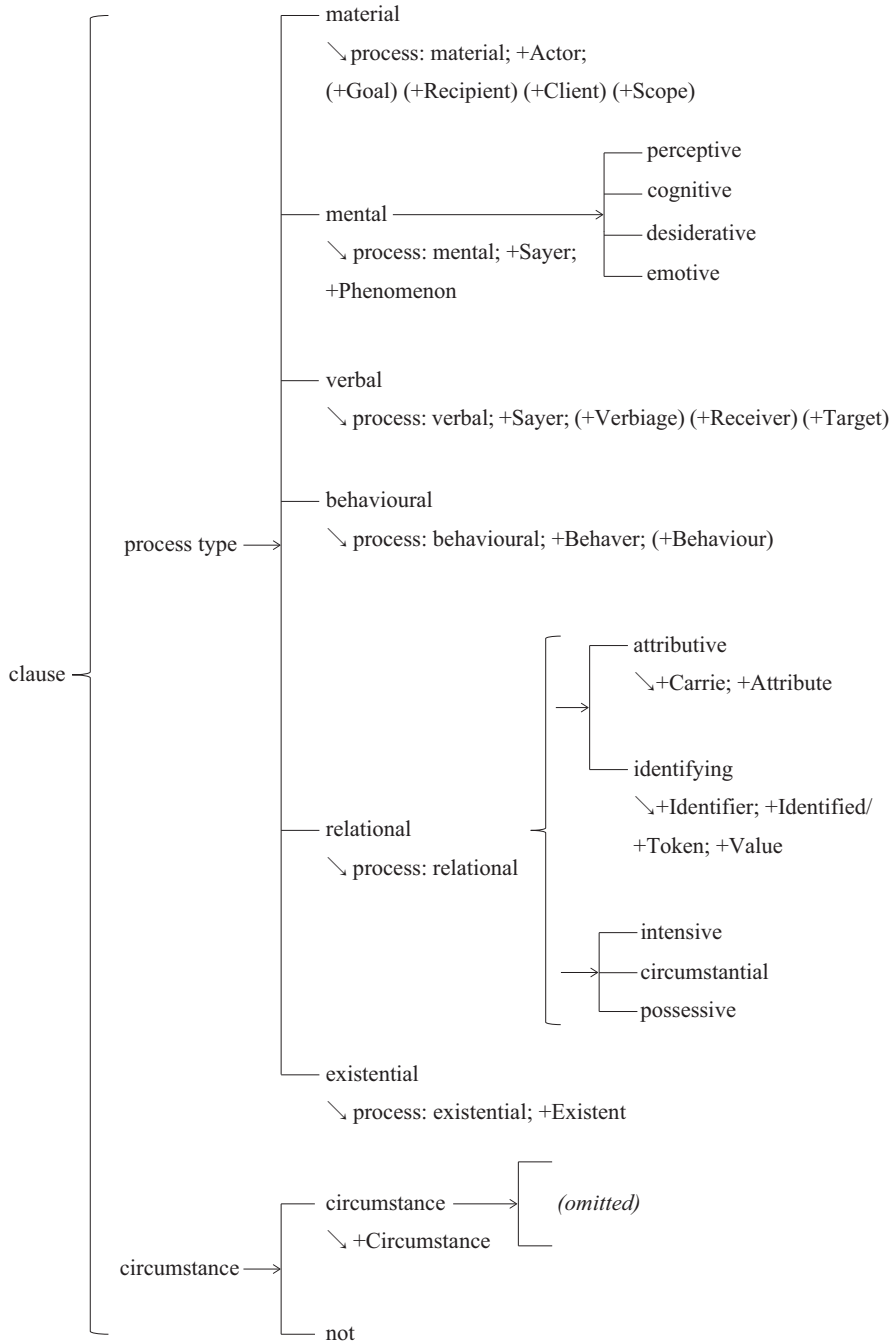 material
↘ process: material; +Actor;
(+Goal) (+Recipient) (+Client) (+Scope)
perceptive
cognitive
mental
desiderative
↘ process: mental; +Sayer;
+Phenomenon
emotive
verbal
↘ process: verbal; +Sayer; (+Verbiage) (+Receiver) (+Target)
behavioural
↘ process: behavioural; +Behaver; (+Behaviour)
process type
attributive
↘+Carrie; +Attribute
clause
identifying
↘+Identifier; +Identified/
+Token; +Value
relational
↘ process: relational
intensive
circumstantial
possessive
existential
↘ process: existential; +Existent
circumstance
(omitted)
↘ +Circumstance
circumstance
not